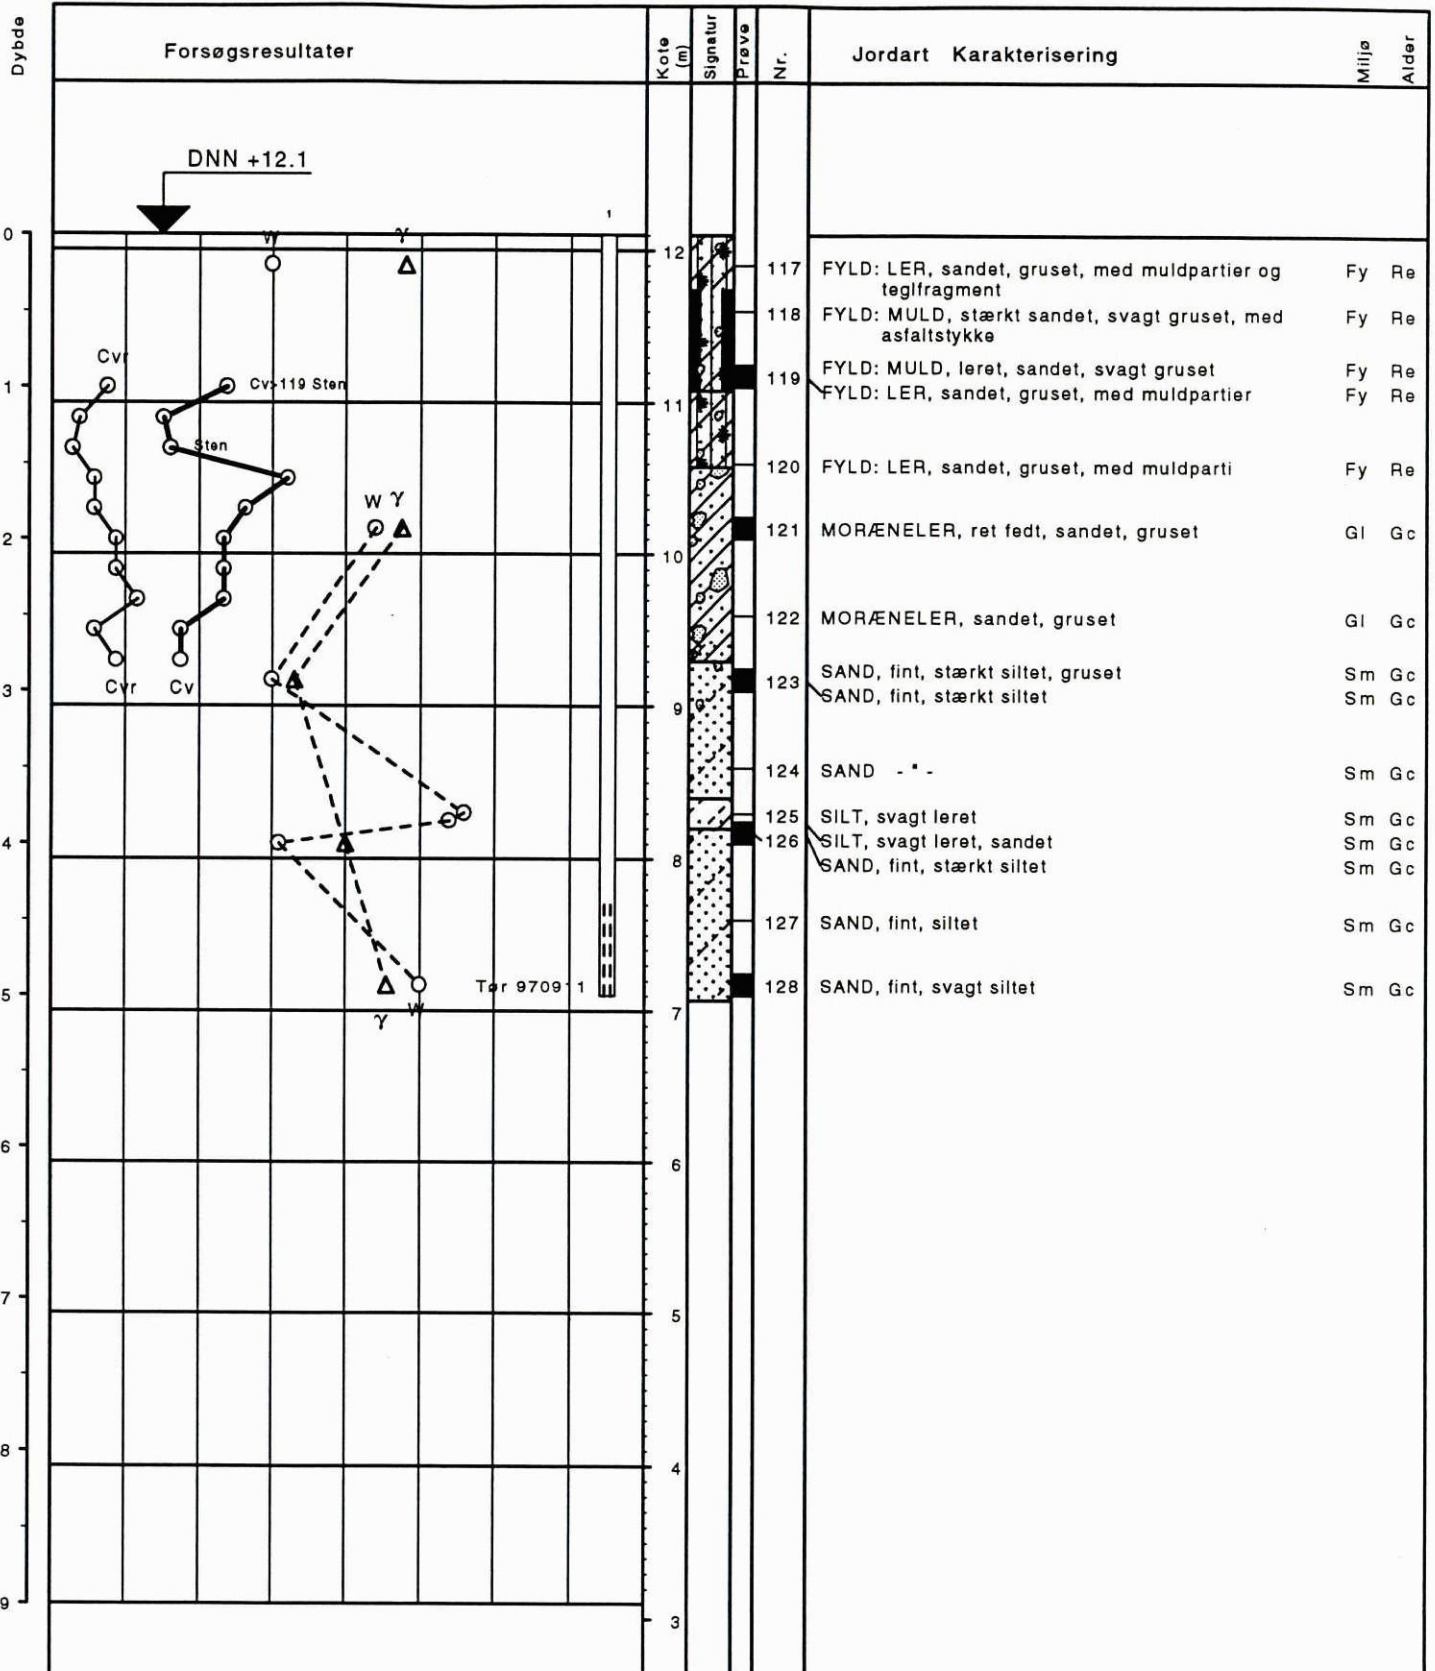 Dybde
Forsøgsresultater
Kote (m)
Signatur
Prøve
Nr.
Jordart Karakterisering
Miljø
Alder
DNN +12.1
1
0
W
γ
12
117 FYLD: LER, sandet, gruset, med muldpartier og Fy Re
teglfragment
118 FYLD: MULD, stærkt sandet, svagt gruset, med Fy Re
asfaltstykke
Cvr
FYLD: MULD, leret, sandet, svagt gruset Fy Re
1
Cv>119 Sten
119
FYLD: LER, sandet, gruset, med muldpartier Fy Re
11
Sten
120 FYLD: LER, sandet, gruset, med muldparti Fy Re
W γ
2
121 MORÆNELER, ret fedt, sandet, gruset Gl Gc
10
122 MORÆNELER, sandet, gruset Gl Gc
Cvr Cv
3
123
SAND, fint, stærkt siltet, gruset Sm Gc
SAND, fint, stærkt siltet Sm Gc
9
124 SAND -"- Sm Gc
125 SILT, svagt leret Sm Gc
4
126 SILT, svagt leret, sandet Sm Gc
8
SAND, fint, stærkt siltet Sm Gc
127 SAND, fint, siltet Sm Gc
5
Tør 970911
128 SAND, fint, svagt siltet Sm Gc
γ
W
7
6
6
7
5
8
4
9
3